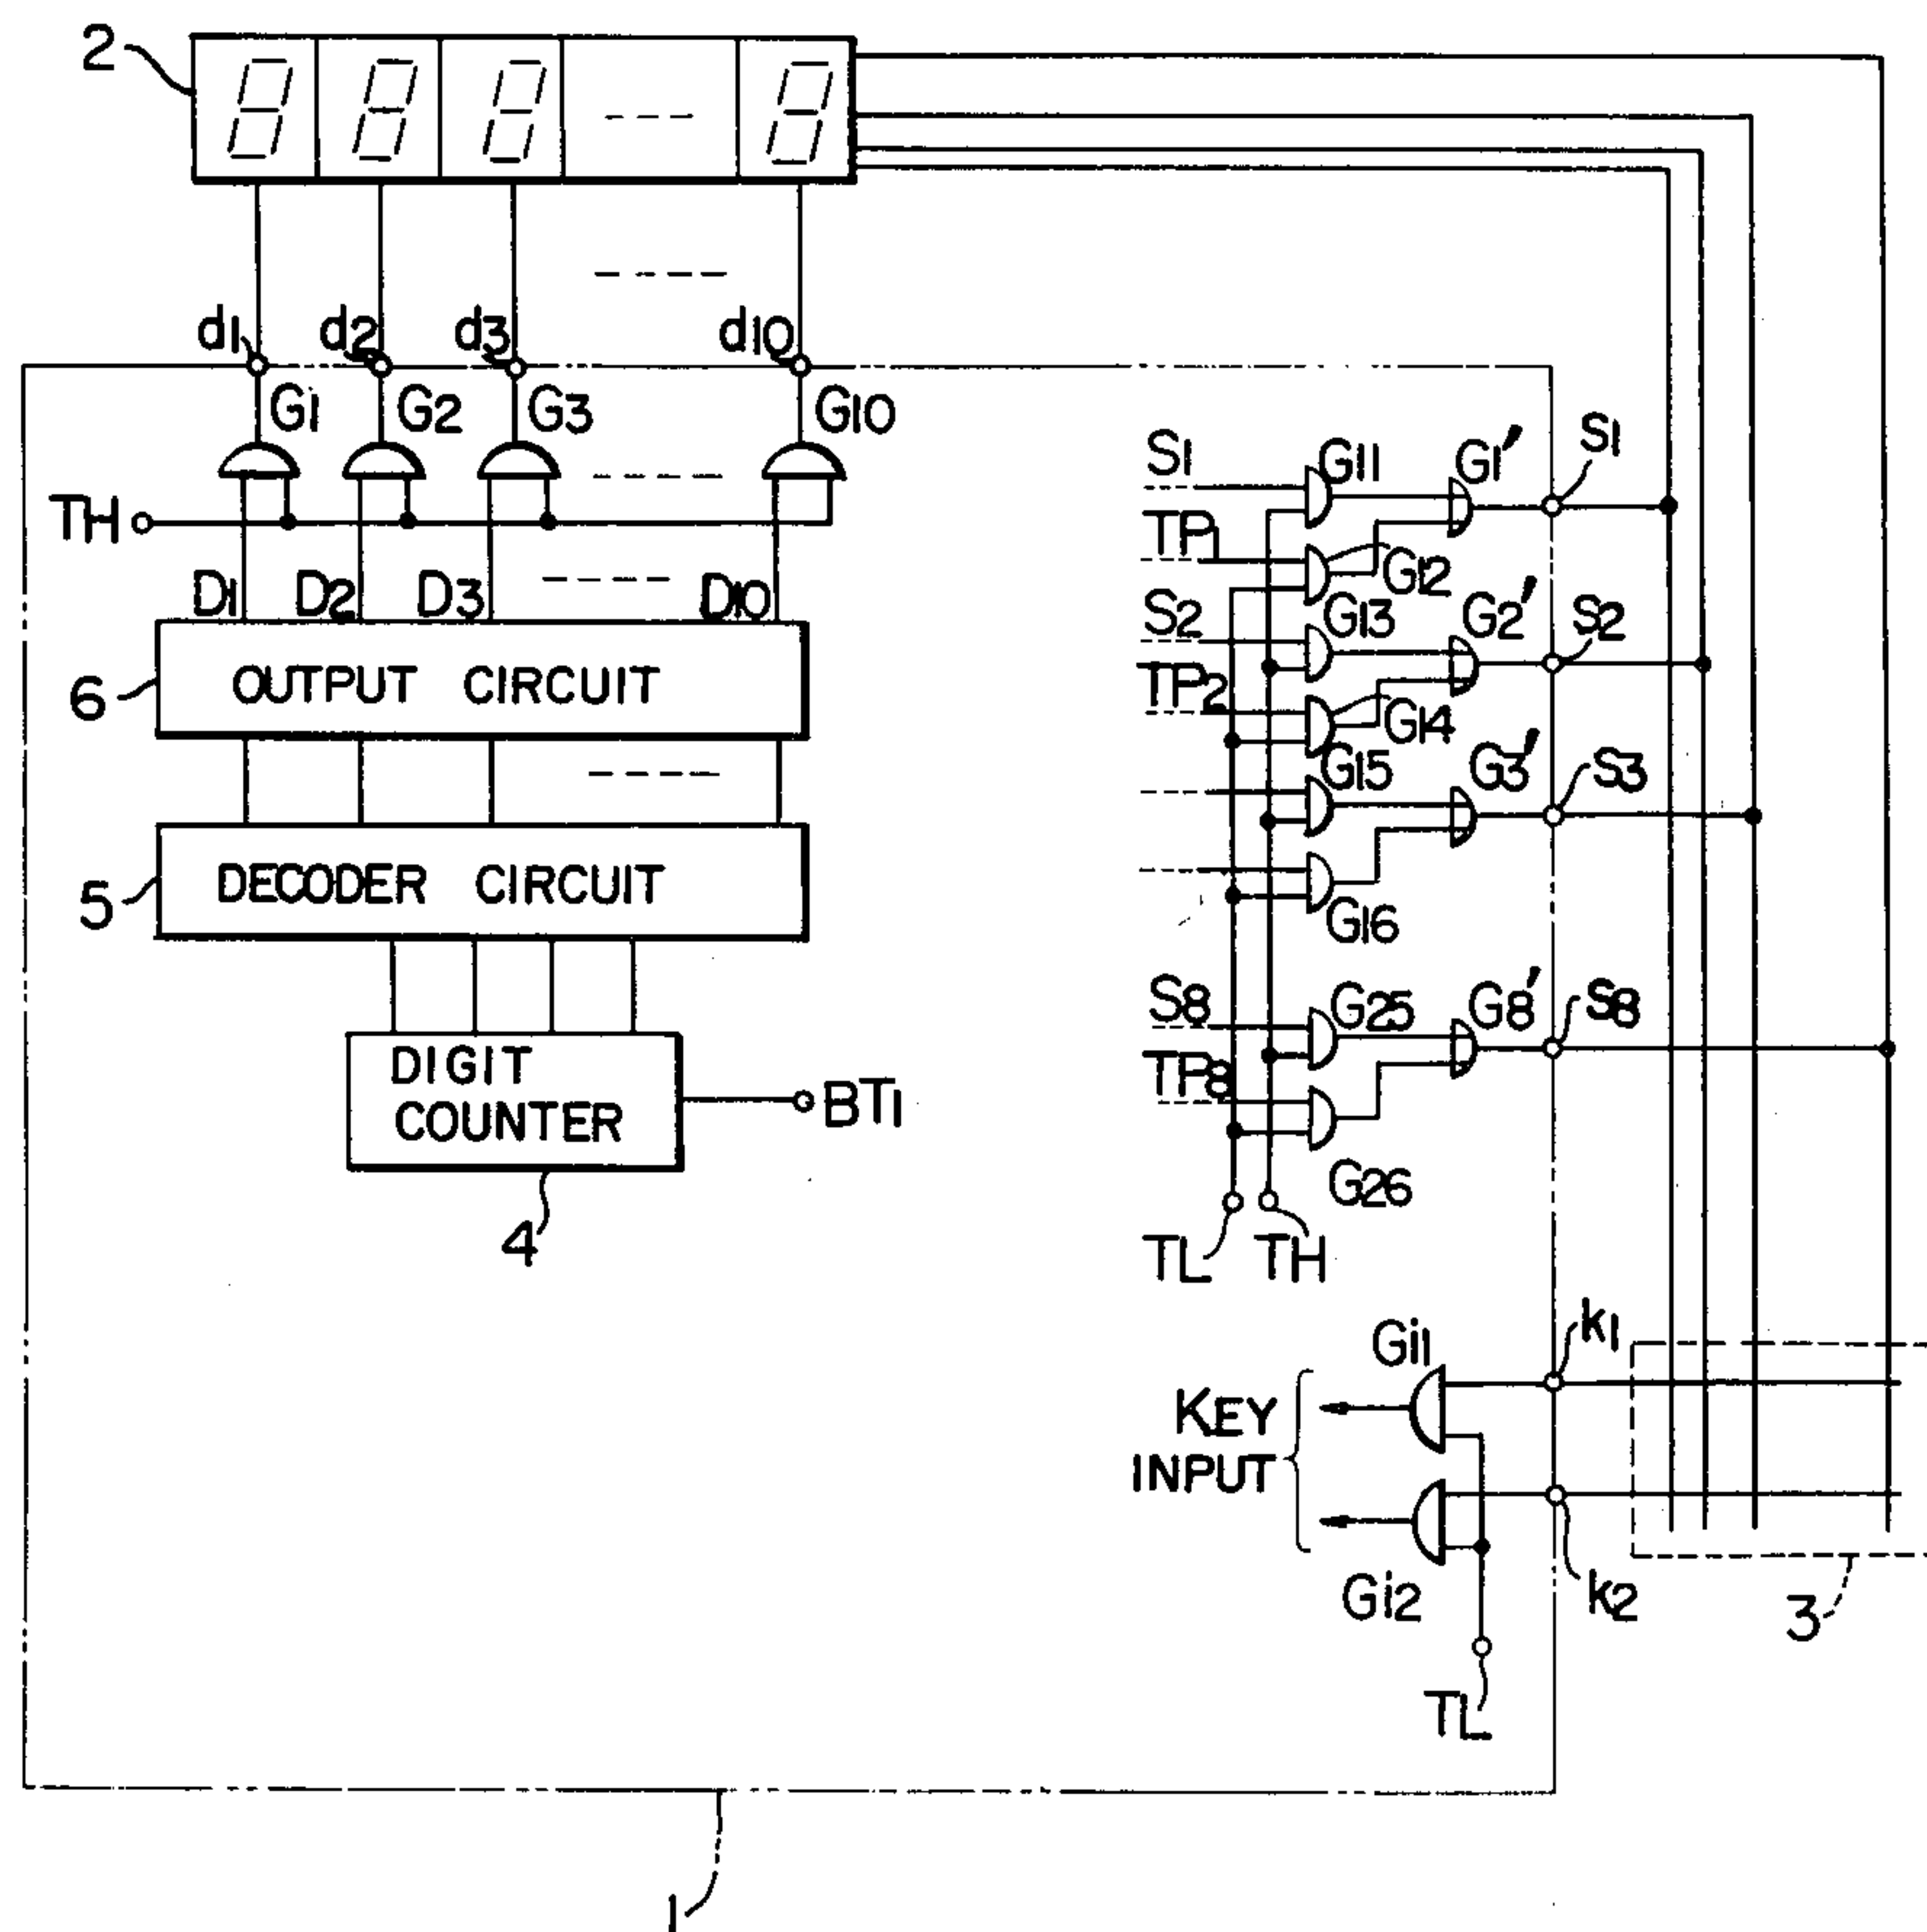 2
d1 d2 d3 d10
G1 G2 G3 G10
TH
D1 D2 D3 D10
6
OUTPUT CIRCUIT
5
DECODER CIRCUIT
DIGIT
COUNTER
BT1
4
S1 G11 G1' S1
TP1 G12
S2 G13 G2' S2
TP2 G14
G15 G3' S3
G16
S8 G25 G8' S8
TP8
G26
TL TH
Gi1 k1
KEY
INPUT
Gi2 k2
3
TL
1